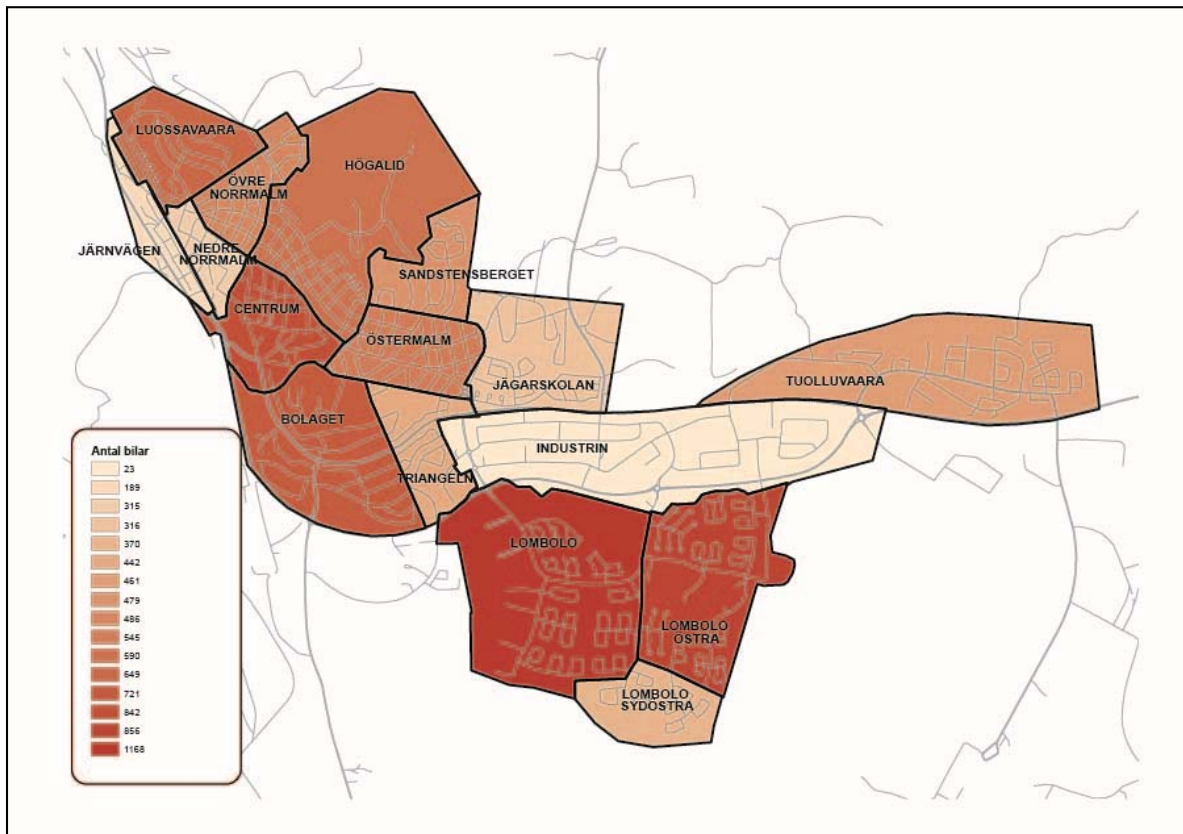 LUOSSAVAARA
HÖGALID
ÖVRE
NORRMALM
JÄRNVÄGEN
NEDRE
NORRMALM
SANDSTENSBERGET
CENTRUM
ÖSTERMALM
JÄGARSKOLAN
TUOLLUVAARA
BOLAGET
INDUSTRIN
TRIANGELN
LOMBOLO
LOMBOLO
ÖSTRA
LOMBOLO
SYDÖSTRA
Antal bilar
23
189
315
316
370
442
461
479
486
545
590
649
721
842
856
1168